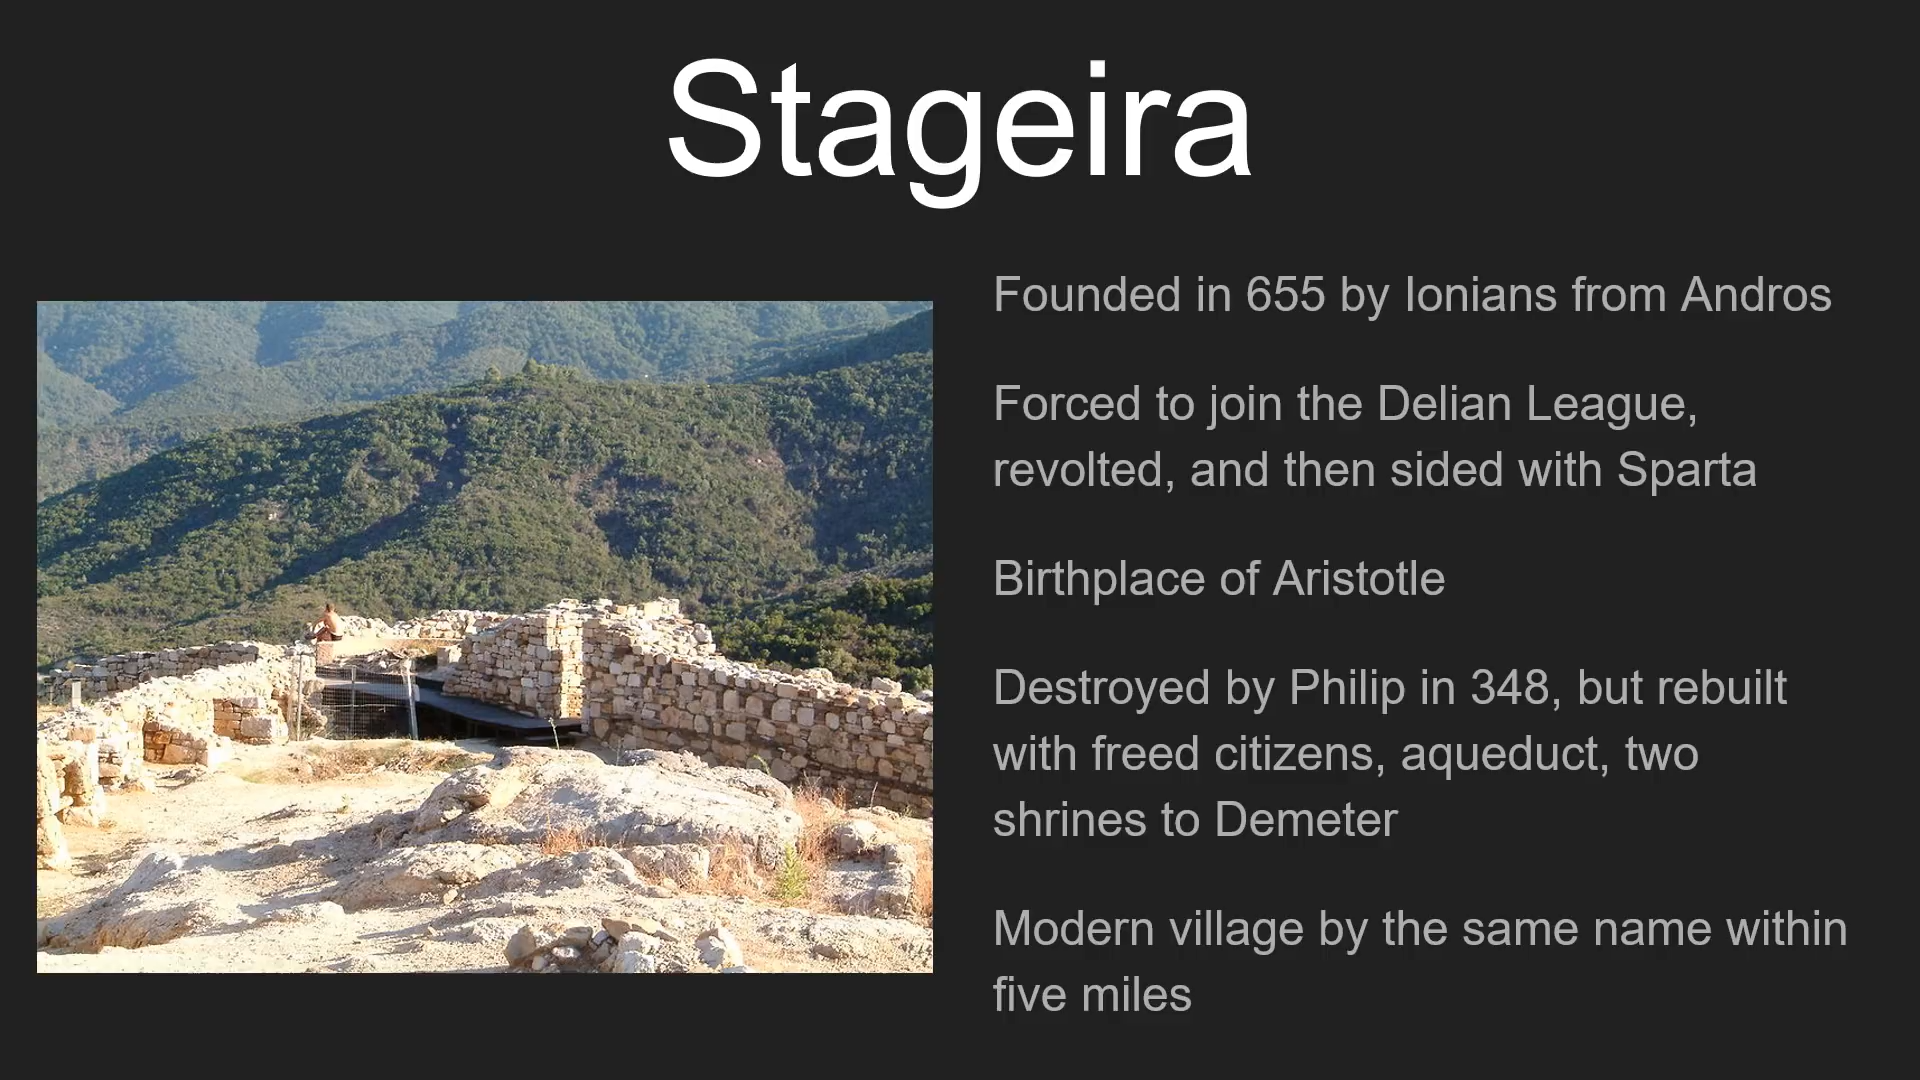 Stageira
Founded in 655 by Ionians from Andros
Forced to join the Delian League,
revolted, and then sided with Sparta
Birthplace of Aristotle
Destroyed by Philip in 348, but rebuilt
with freed citizens, aqueduct, two
shrines to Demeter
Modern village by the same name within
five miles